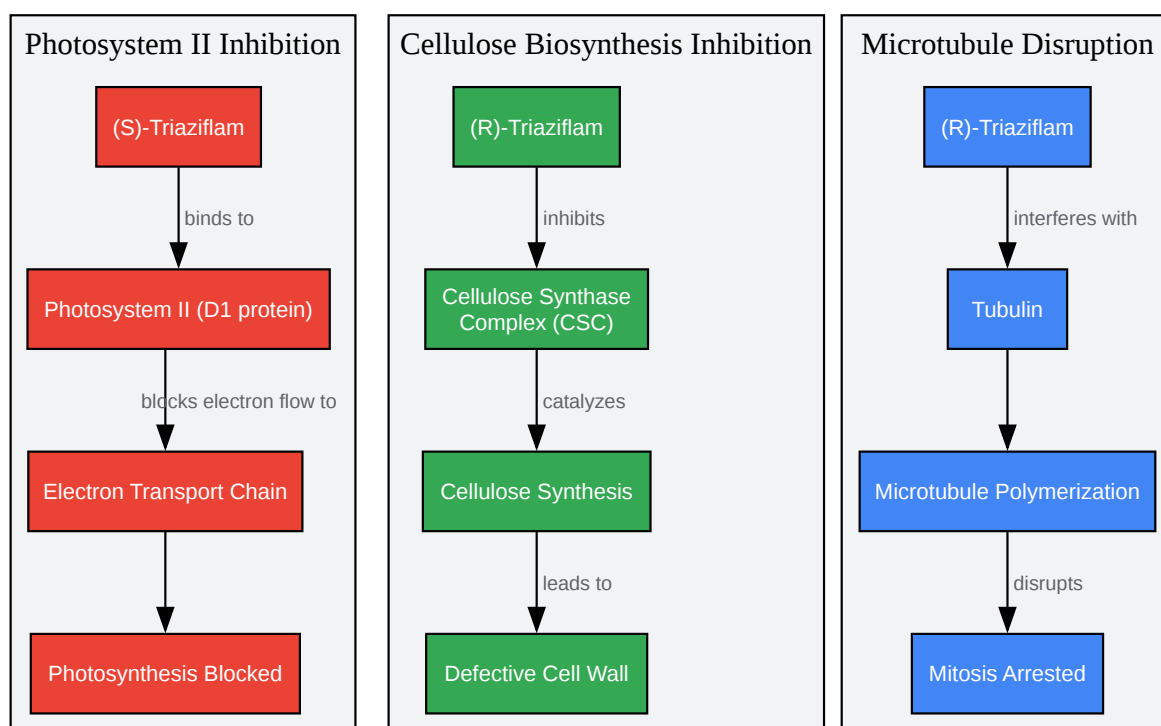 Photosystem II Inhibition
(S)-Triaziflam
binds to
Photosystem II (D1 protein)
blocks electron flow to
Electron Transport Chain
Photosynthesis Blocked
Cellulose Biosynthesis Inhibition
(R)-Triaziflam
inhibits
Cellulose Synthase
Complex (CSC)
catalyzes
Cellulose Synthesis
leads to
Defective Cell Wall
Microtubule Disruption
(R)-Triaziflam
interferes with
Tubulin
Microtubule Polymerization
disrupts
Mitosis Arrested